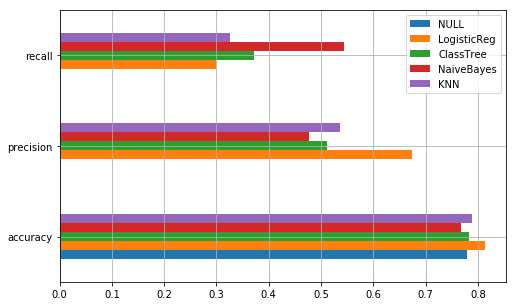 NULL
LogisticReg
ClassTree
NaiveBayes
KNN
recall
precision
accuracy
0.0 0.1 0.2 0.3 0.4 0.5 0.6 0.7 0.8